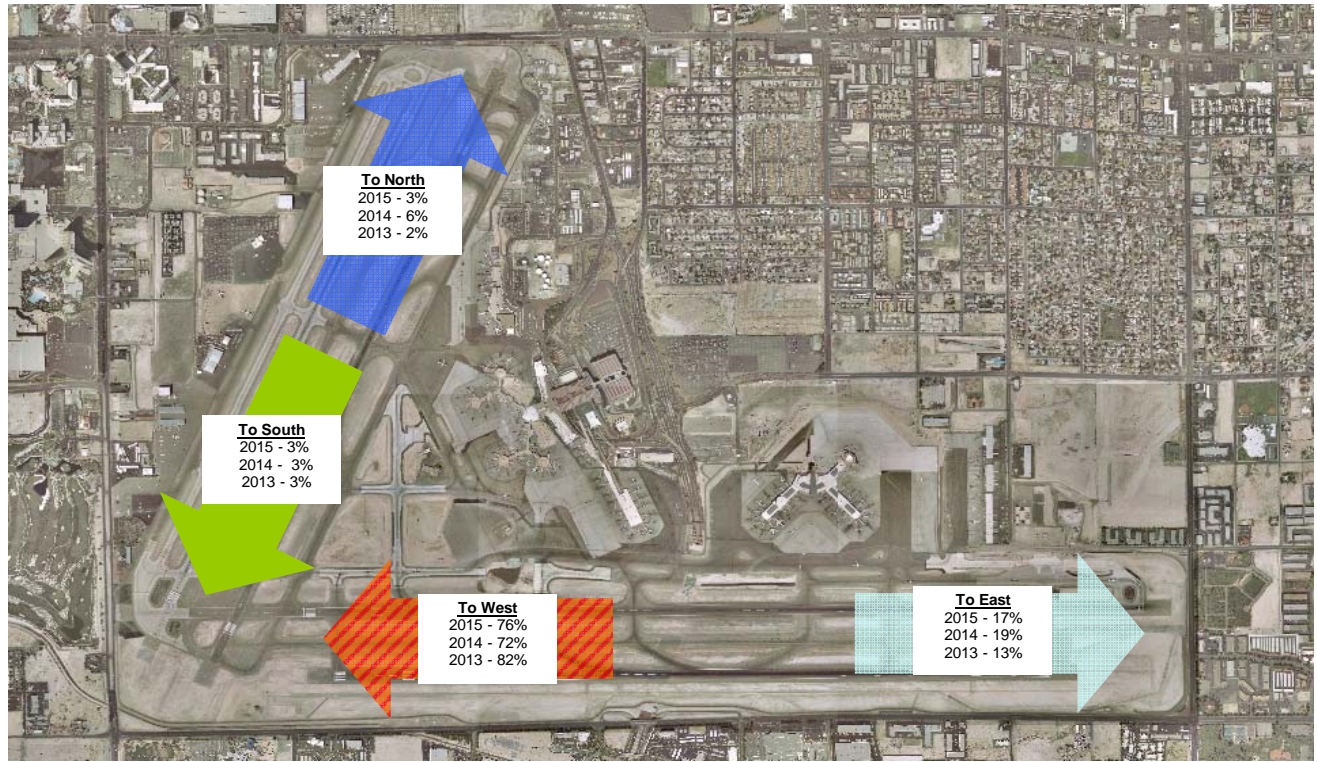 To North
2015 - 3%
2014 - 6%
2013 - 2%
To South
2015 - 3%
2014 -  3%
2013 - 3%
To West
2015 - 76%
2014 - 72%
2013 - 82%
To East
2015 - 17%
2014 - 19%
2013 - 13%